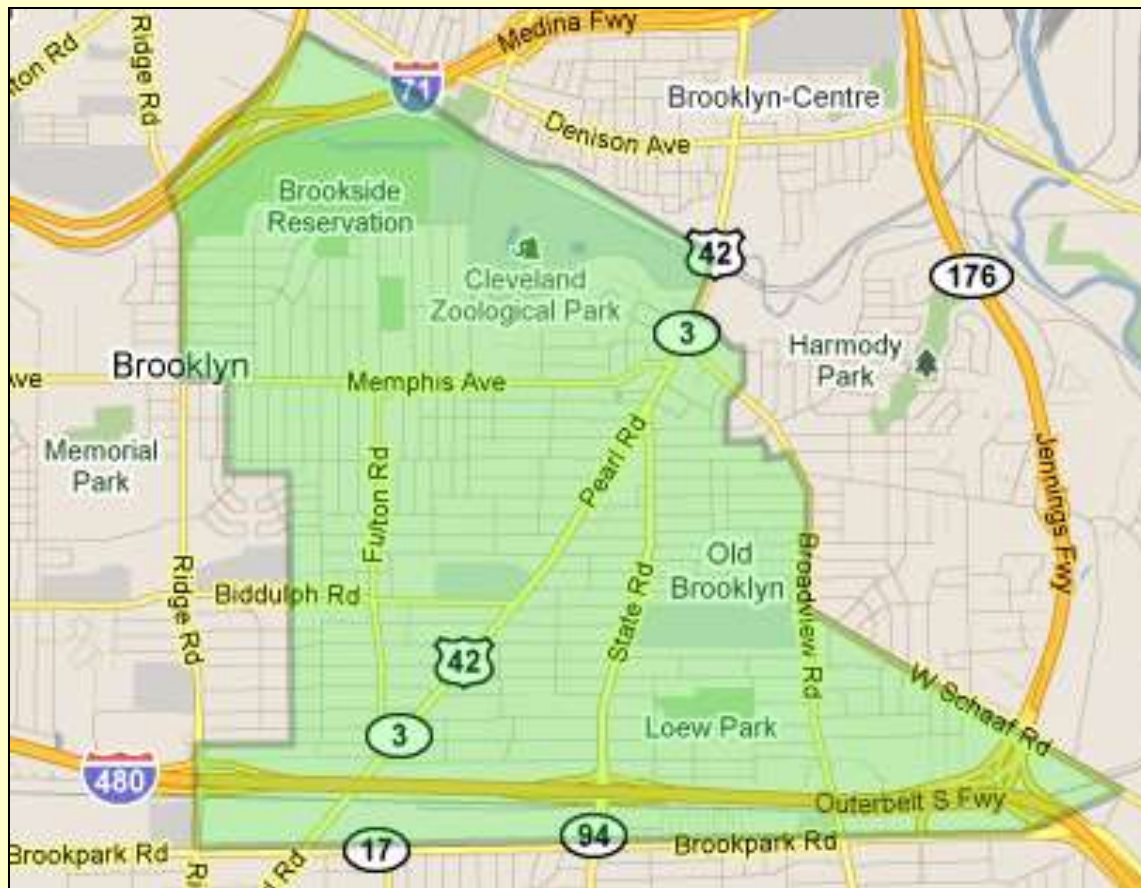 Medina Fwy
Ridge Rd
ton Rd
71
Brooklyn-Centre
Denison Ave
Brookside
Reservation
42
Cleveland
Zoological Park
176
3
Harmody
Park
Brooklyn
Ave
Memphis Ave
Memorial
Park
Pearl Rd
Fulton Rd
Jennings Fwy
Old
Brooklyn
Broadview Rd
State Rd
Ridge Rd
Biddulph Rd
42
W Schaaf Rd
3
Loew Park
480
Outerbelt S Fwy
94
17
Brookpark Rd
Brookpark Rd
Ri
l Rd